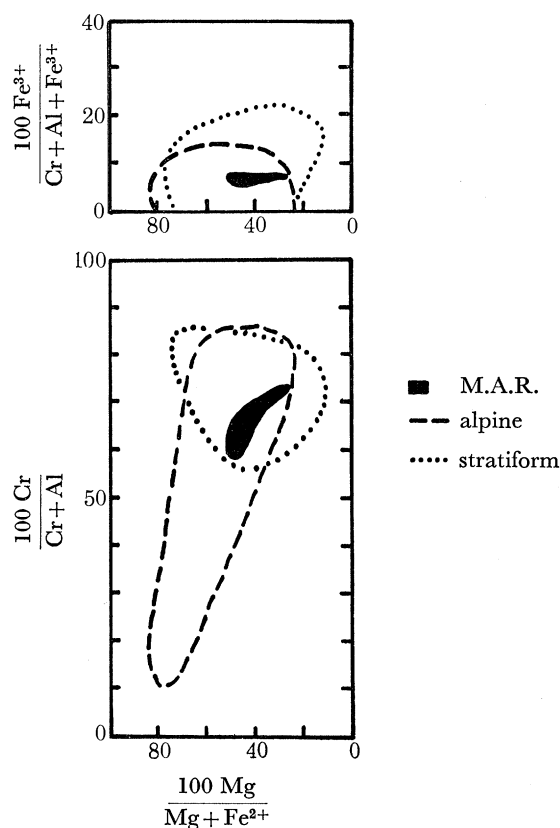 40
20
0
80
40
0
100 Fe³⁺
Cr + Al + Fe³⁺
100
50
0
80
40
0
100 Cr
Cr + Al
100 Mg
Mg + Fe²⁺
M.A.R.
alpine
stratiform